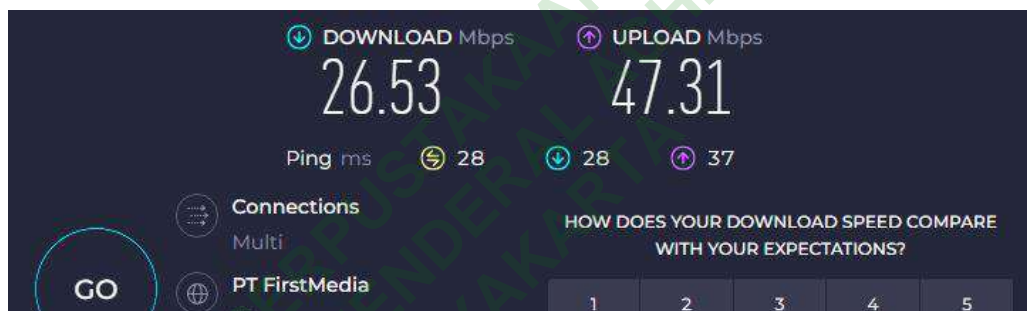 DOWNLOAD Mbps
UPLOAD Mbps
26.53
47.31
Ping ms 28 28 37
Connections
Multi
PT FirstMedia
GO
HOW DOES YOUR DOWNLOAD SPEED COMPARE
WITH YOUR EXPECTATIONS?
1 2 3 4 5